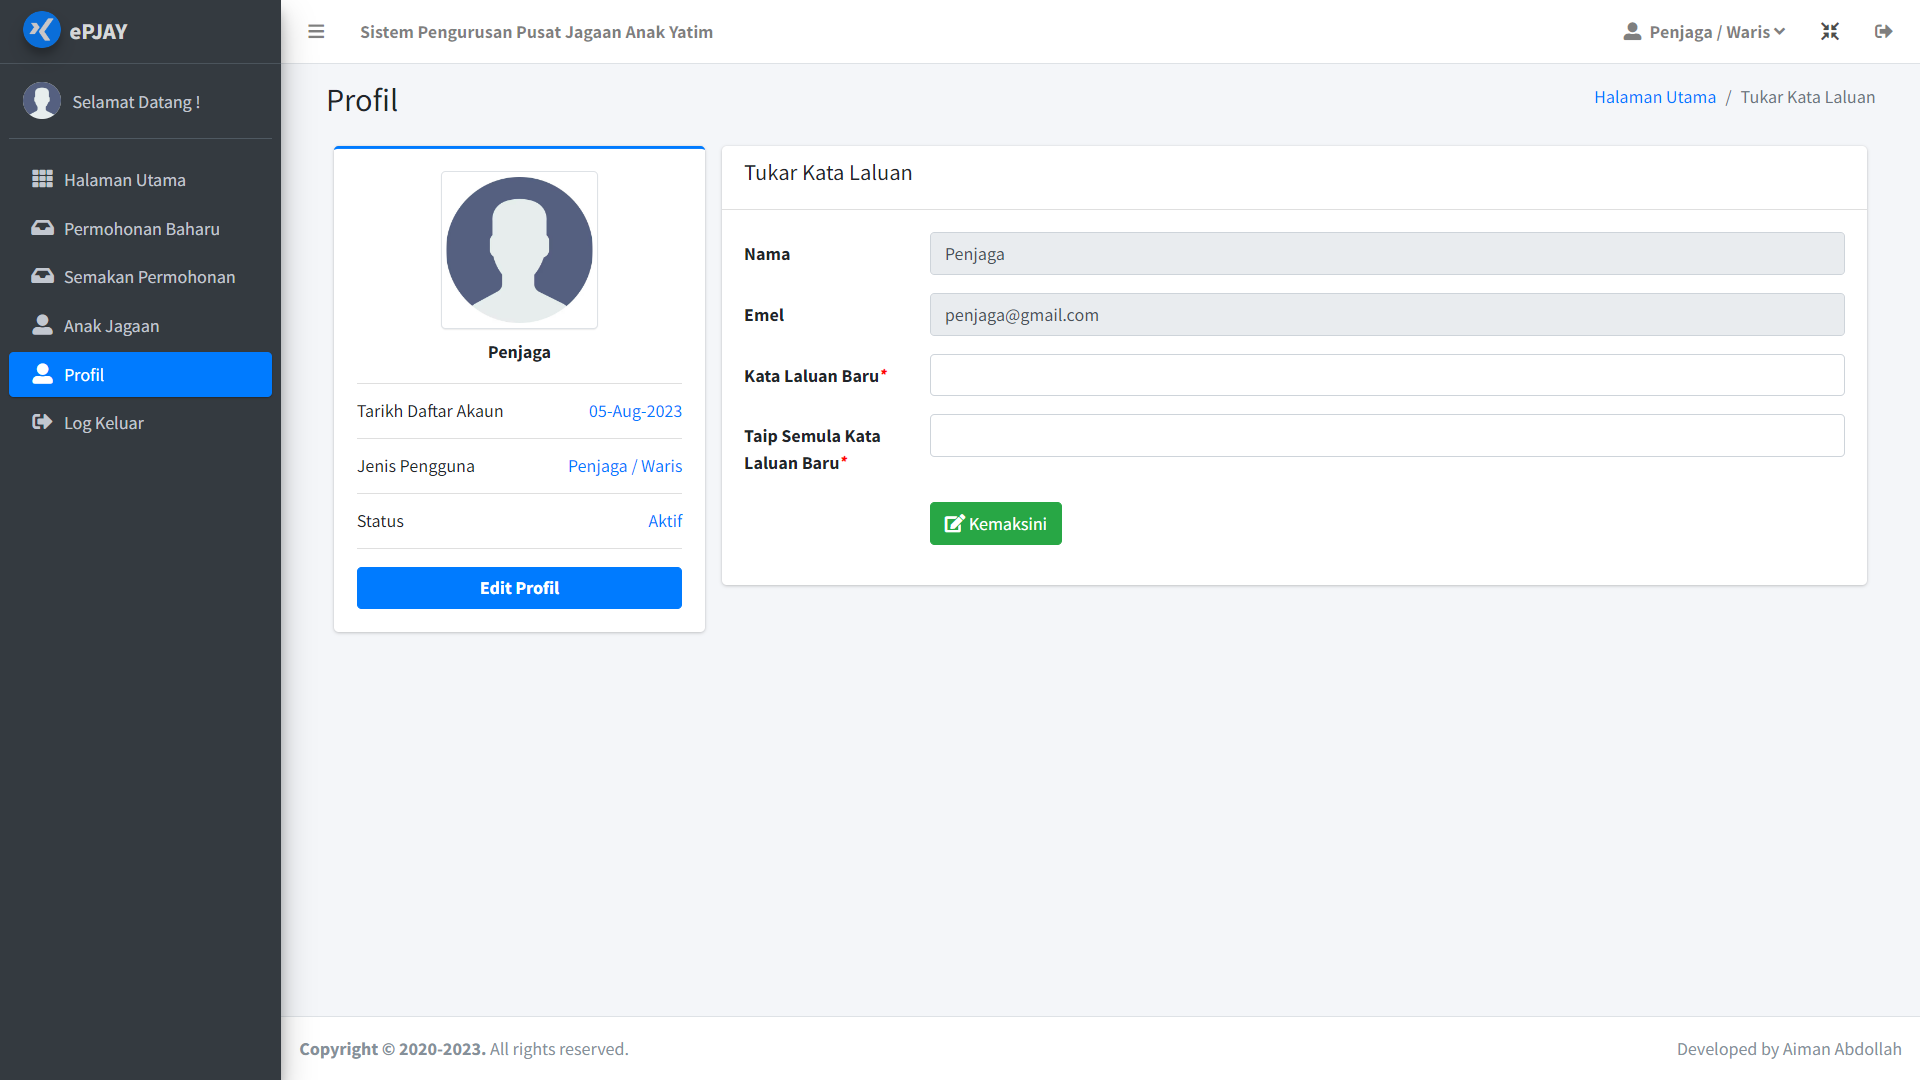 ePJAY
Sistem Pengurusan Pusat Jagaan Anak Yatim
Penjaga / Waris
Selamat Datang !
Halaman Utama
Permohonan Baharu
Semakan Permohonan
Anak Jagaan
Profil
Log Keluar
Profil
Halaman Utama / Tukar Kata Laluan
Penjaga
Tarikh Daftar Akaun 05-Aug-2023
Jenis Pengguna Penjaga / Waris
Status Aktif
Edit Profil
Tukar Kata Laluan
Nama Penjaga
Emel penjaga@gmail.com
Kata Laluan Baru*
Taip Semula Kata
Laluan Baru*
Kemaksini
Copyright © 2020-2023. All rights reserved.
Developed by Aiman Abdollah